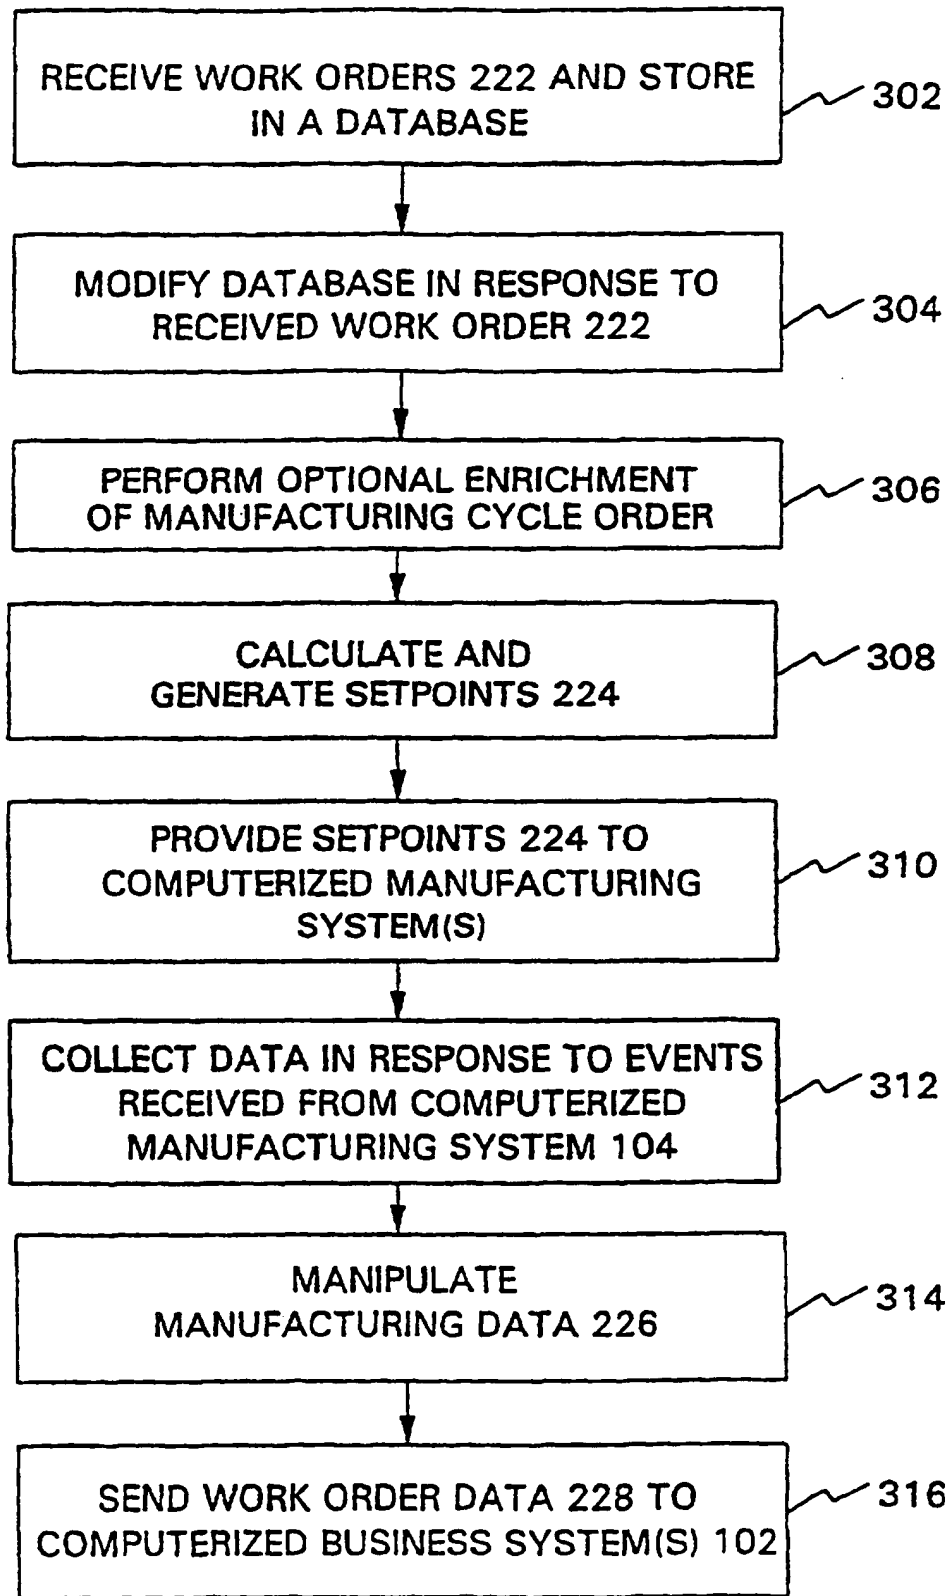 RECEIVE WORK ORDERS 222 AND STORE
IN A DATABASE
302
MODIFY DATABASE IN RESPONSE TO
RECEIVED WORK ORDER 222
304
PERFORM OPTIONAL ENRICHMENT
OF MANUFACTURING CYCLE ORDER
306
CALCULATE AND
GENERATE SETPOINTS 224
308
PROVIDE SETPOINTS 224 TO
COMPUTERIZED MANUFACTURING
SYSTEM(S)
310
COLLECT DATA IN RESPONSE TO EVENTS
RECEIVED FROM COMPUTERIZED
MANUFACTURING SYSTEM 104
312
MANIPULATE
MANUFACTURING DATA 226
314
SEND WORK ORDER DATA 228 TO
COMPUTERIZED BUSINESS SYSTEM(S) 102
316